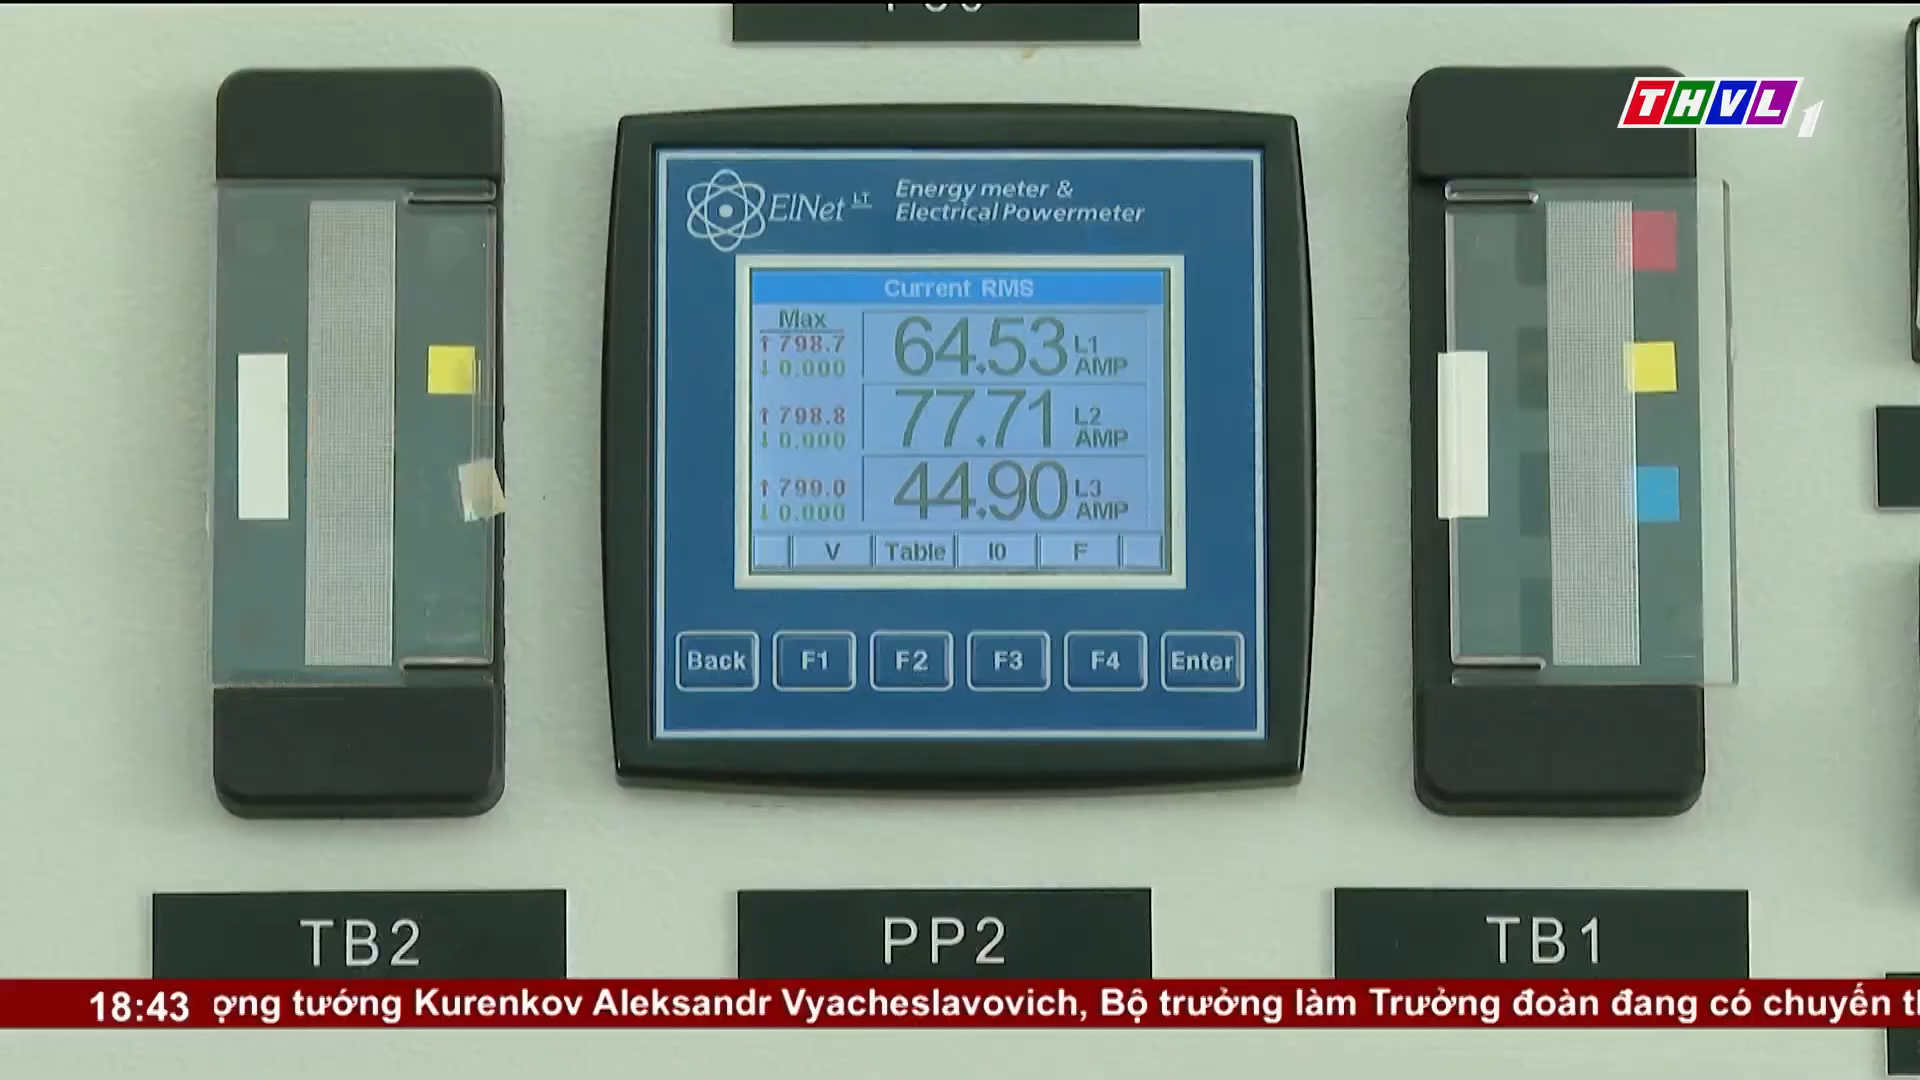 THVL 1
ElNet LT
Energy meter &
Electrical Powermeter
Current RMS
Max
↑798.7
↓0.000
64.53 L1 AMP
↑798.8
↓0.000
77.71 L2 AMP
↑799.0
↓0.000
44.90 L3 AMP
V Table I0 F
Back F1 F2 F3 F4 Enter
TB2 PP2 TB1
18:43 ợng tướng Kurenkov Aleksandr Vyacheslavovich, Bộ trưởng làm Trưởng đoàn đang có chuyến th